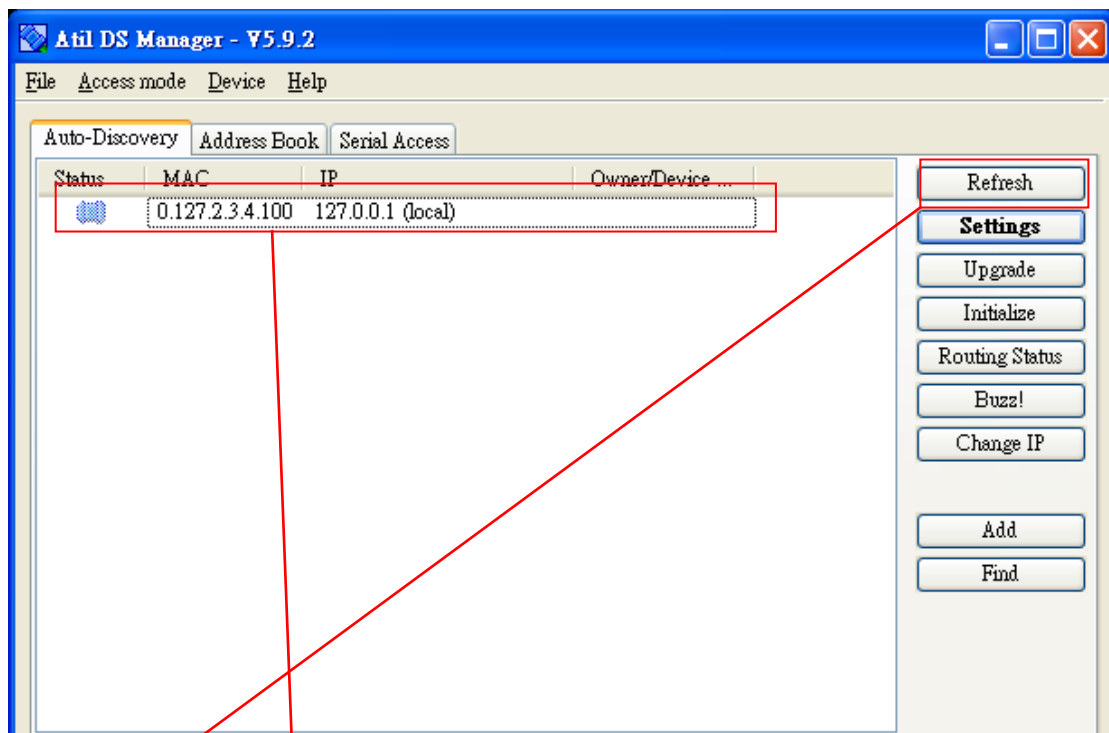 Atil DS Manager - V5.9.2
File Access mode Device Help
Auto-Discovery Address Book Serial Access
Status MAC IP Owner/Device ...
0.127.2.3.4.100 127.0.0.1 (local)
Refresh
Settings
Upgrade
Initialize
Routing Status
Buzz!
Change IP
Add
Find